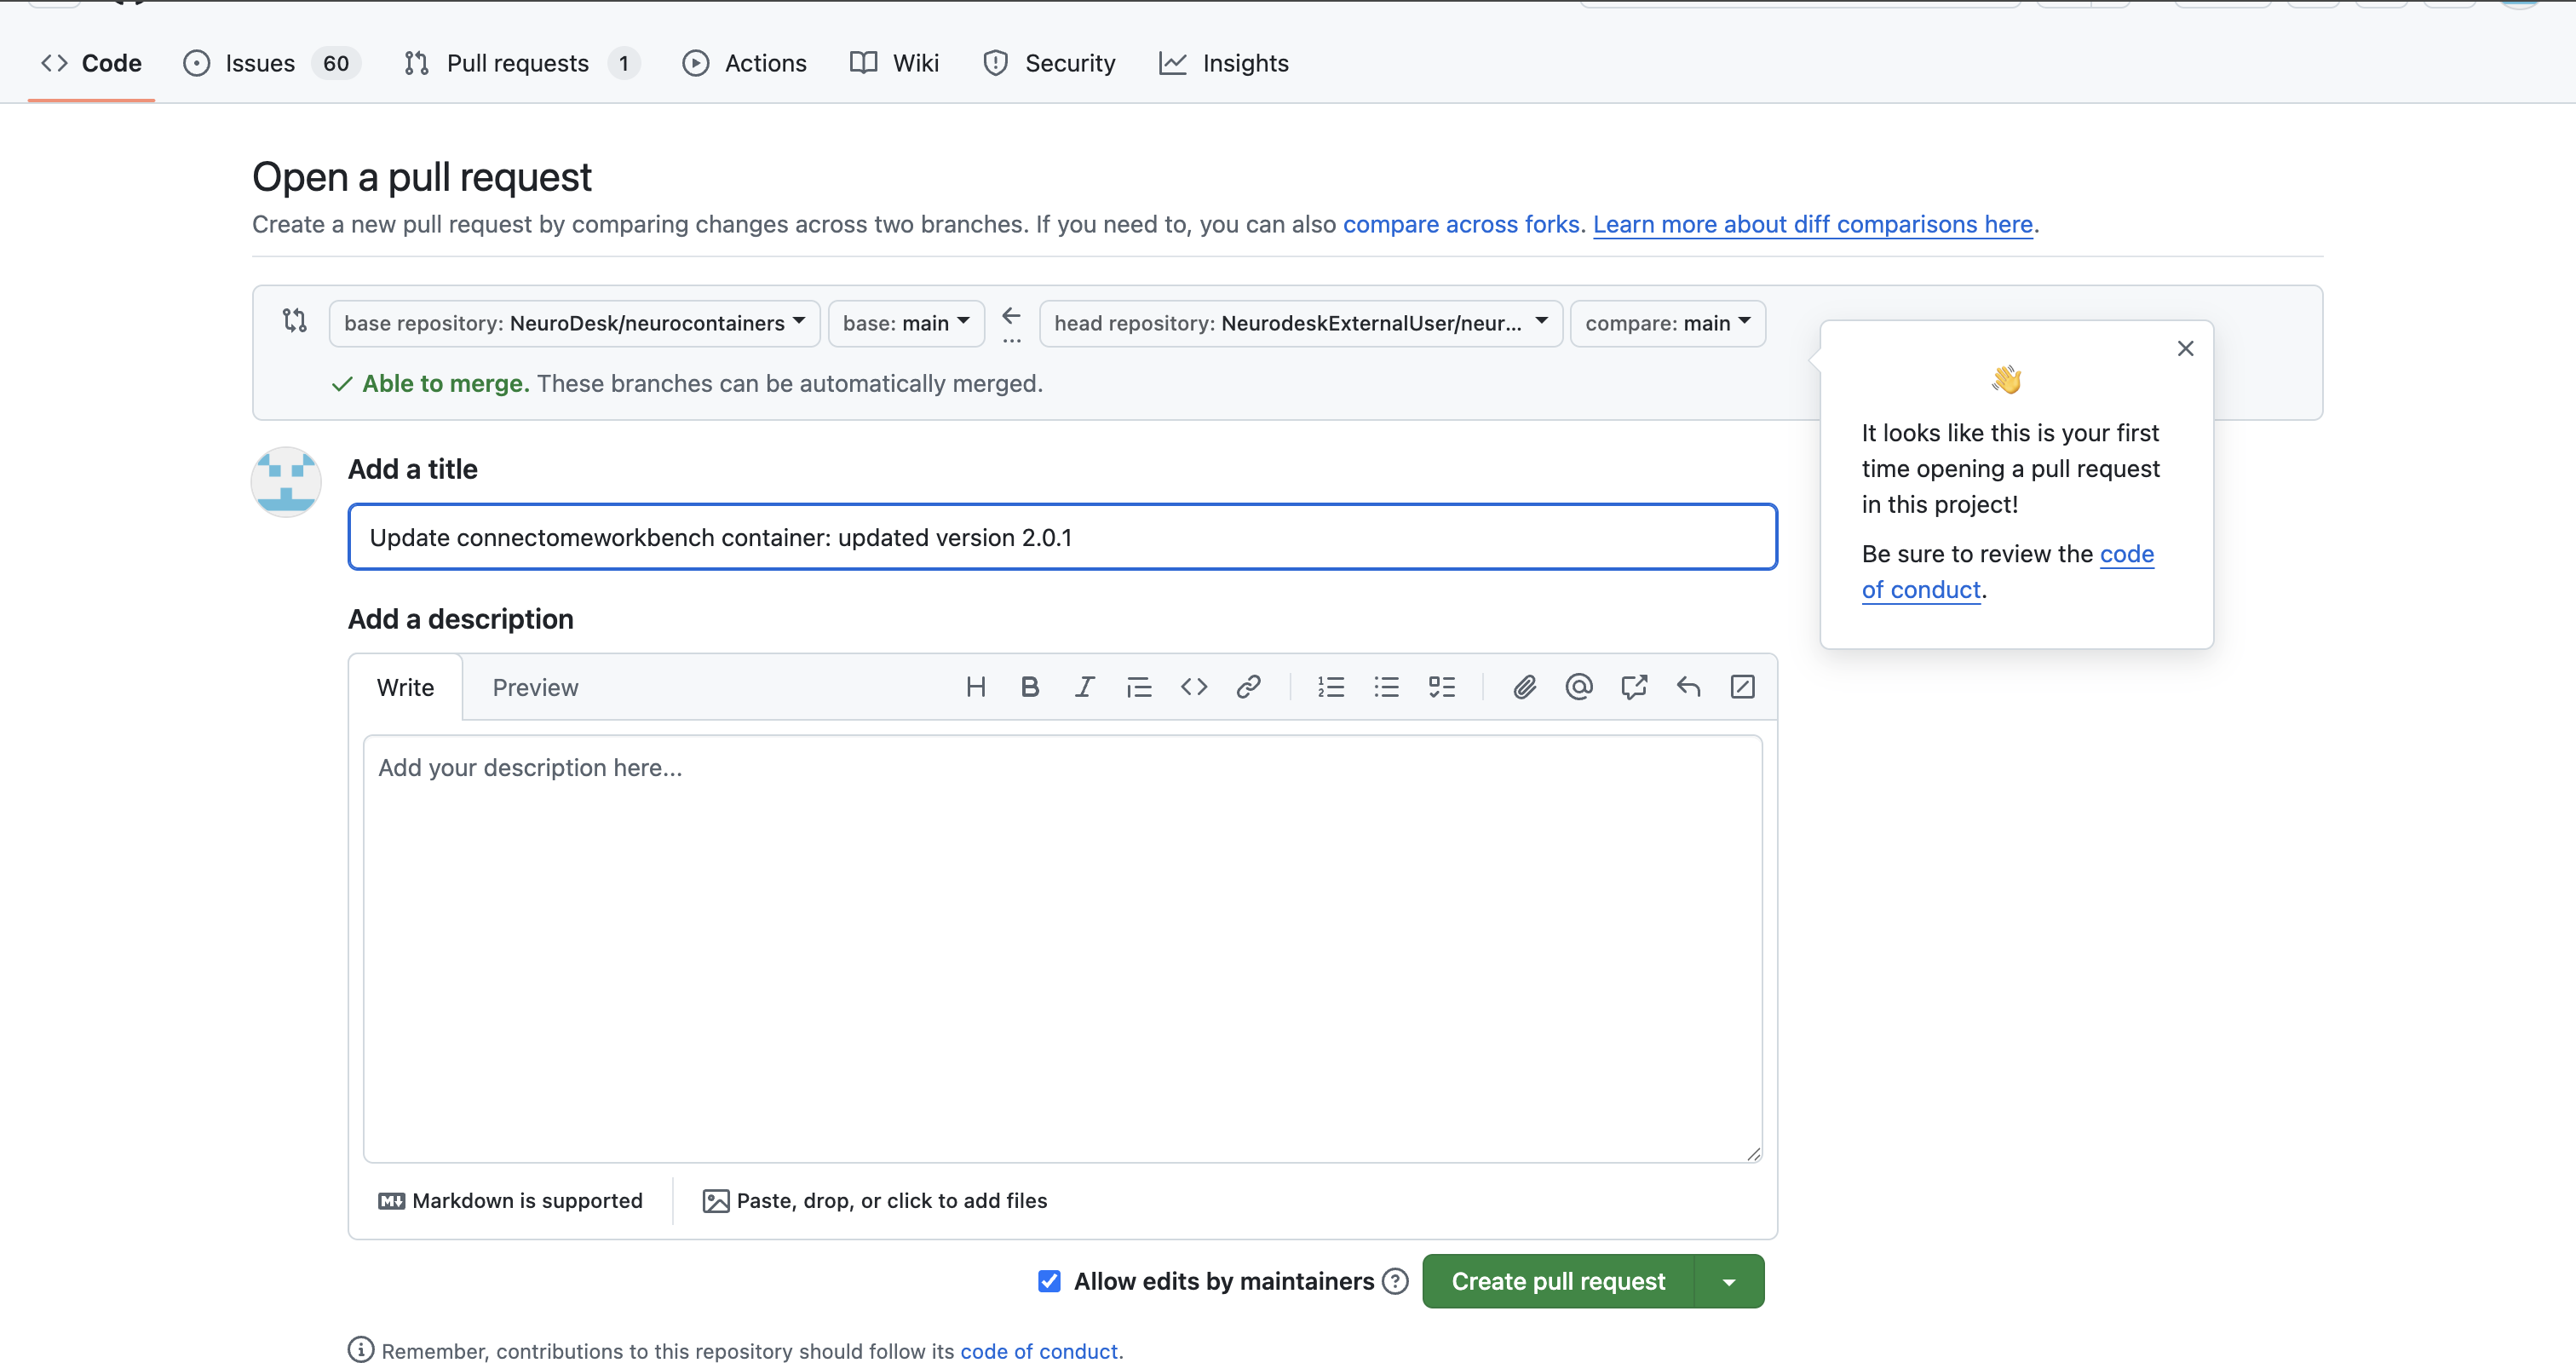 Code Issues 60 Pull requests 1 Actions Wiki Security Insights
Open a pull request
Create a new pull request by comparing changes across two branches. If you need to, you can also compare across forks. Learn more about diff comparisons here.
base repository: NeuroDesk/neurocontainers base: main ... head repository: NeurodeskExternalUser/neur... compare: main
Able to merge. These branches can be automatically merged.
It looks like this is your first
time opening a pull request
in this project!
Be sure to review the code
of conduct.
Add a title
Update connectomeworkbench container: updated version 2.0.1
Add a description
Write Preview
Add your description here...
Markdown is supported Paste, drop, or click to add files
Allow edits by maintainers Create pull request
Remember, contributions to this repository should follow its code of conduct.